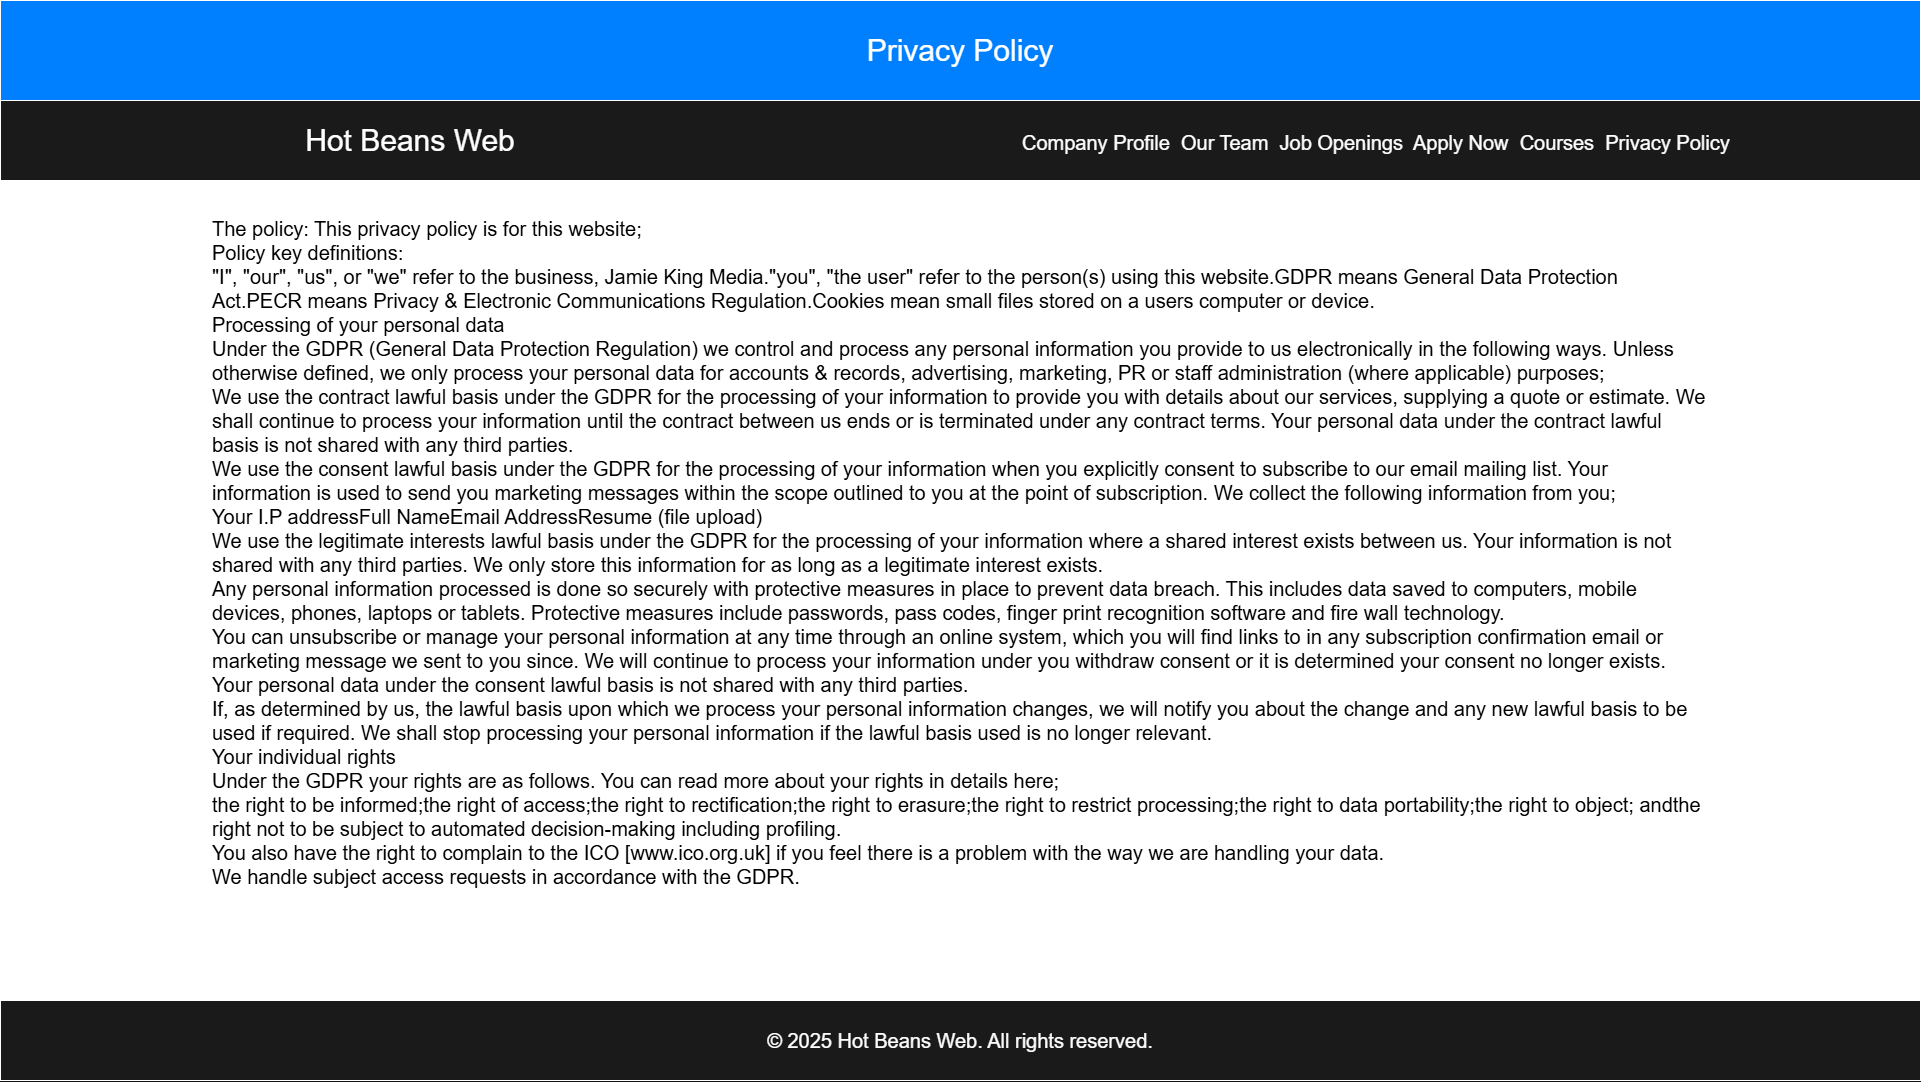 Privacy Policy
Hot Beans Web
Company Profile Our Team Job Openings Apply Now Courses Privacy Policy
The policy: This privacy policy is for this website;
Policy key definitions:
"I", "our", "us", or "we" refer to the business, Jamie King Media."you", "the user" refer to the person(s) using this website.GDPR means General Data Protection
Act.PECR means Privacy & Electronic Communications Regulation.Cookies mean small files stored on a users computer or device.
Processing of your personal data
Under the GDPR (General Data Protection Regulation) we control and process any personal information you provide to us electronically in the following ways. Unless
otherwise defined, we only process your personal data for accounts & records, advertising, marketing, PR or staff administration (where applicable) purposes;
We use the contract lawful basis under the GDPR for the processing of your information to provide you with details about our services, supplying a quote or estimate. We
shall continue to process your information until the contract between us ends or is terminated under any contract terms. Your personal data under the contract lawful
basis is not shared with any third parties.
We use the consent lawful basis under the GDPR for the processing of your information when you explicitly consent to subscribe to our email mailing list. Your
information is used to send you marketing messages within the scope outlined to you at the point of subscription. We collect the following information from you;
Your I.P addressFull NameEmail AddressResume (file upload)
We use the legitimate interests lawful basis under the GDPR for the processing of your information where a shared interest exists between us. Your information is not
shared with any third parties. We only store this information for as long as a legitimate interest exists.
Any personal information processed is done so securely with protective measures in place to prevent data breach. This includes data saved to computers, mobile
devices, phones, laptops or tablets. Protective measures include passwords, pass codes, finger print recognition software and fire wall technology.
You can unsubscribe or manage your personal information at any time through an online system, which you will find links to in any subscription confirmation email or
marketing message we sent to you since. We will continue to process your information under you withdraw consent or it is determined your consent no longer exists.
Your personal data under the consent lawful basis is not shared with any third parties.
If, as determined by us, the lawful basis upon which we process your personal information changes, we will notify you about the change and any new lawful basis to be
used if required. We shall stop processing your personal information if the lawful basis used is no longer relevant.
Your individual rights
Under the GDPR your rights are as follows. You can read more about your rights in details here;
the right to be informed;the right of access;the right to rectification;the right to erasure;the right to restrict processing;the right to data portability;the right to object; andthe
right not to be subject to automated decision-making including profiling.
You also have the right to complain to the ICO [www.ico.org.uk] if you feel there is a problem with the way we are handling your data.
We handle subject access requests in accordance with the GDPR.
© 2025 Hot Beans Web. All rights reserved.